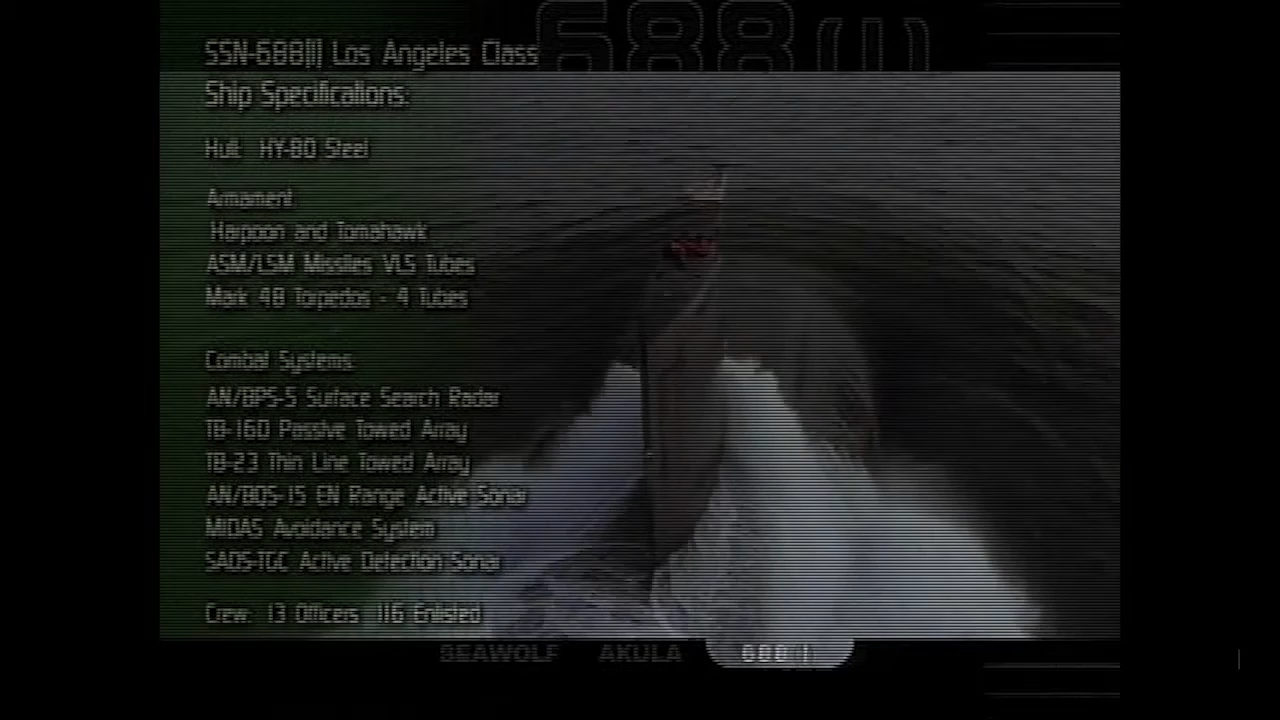 688(I)
SSN-688(I) Los Angeles Class
Ship Specifications:
Hull: HY-80 Steel
Armament:
Harpoon and Tomahawk
ASM/LSM Missiles VLS Tubes
Mark 48 Torpedos - 4 Tubes
Combat Systems:
AN/BPS-5 Surface Search Radar
TB-16D Passive Towed Array
TB-23 Thin Line Towed Array
AN/BQS-15 EN Range Active Sonar
MIDAS Avoidance System
SADS-TGC Active Detection Sonar
Crew: 13 Officers 116 Enlisted
SEAWOLF AKULA 688(I)